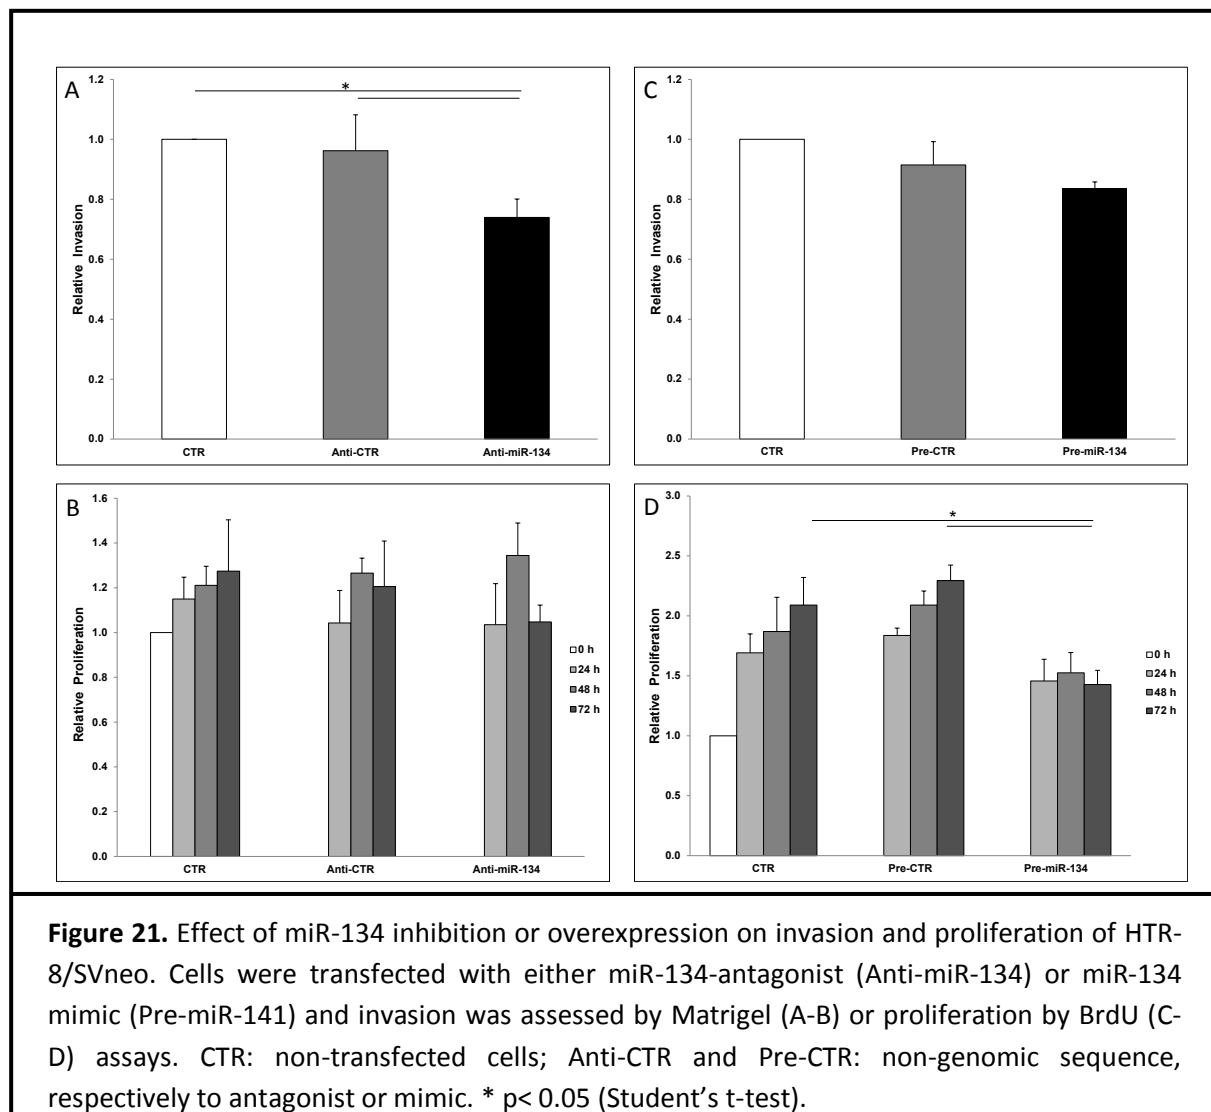 A
*
1.2
1.0
0.8
0.6
0.4
0.2
0.0
Relative Invasion
CTR Anti-CTR Anti-miR-134
C
1.2
1.0
0.8
0.6
0.4
0.2
0.0
Relative Invasion
CTR Pre-CTR Pre-miR-134
B
1.6
1.4
1.2
1.0
0.8
0.6
0.4
0.2
0.0
Relative Proliferation
0 h
24 h
48 h
72 h
CTR Anti-CTR Anti-miR-134
D
*
3.0
2.5
2.0
1.5
1.0
0.5
0.0
Relative Proliferation
0 h
24 h
48 h
72 h
CTR Pre-CTR Pre-miR-134
Figure 21. Effect of miR-134 inhibition or overexpression on invasion and proliferation of HTR-
8/SVneo. Cells were transfected with either miR-134-antagonist (Anti-miR-134) or miR-134
mimic (Pre-miR-141) and invasion was assessed by Matrigel (A-B) or proliferation by BrdU (C-
D) assays. CTR: non-transfected cells; Anti-CTR and Pre-CTR: non-genomic sequence,
respectively to antagonist or mimic. * p< 0.05 (Student’s t-test).